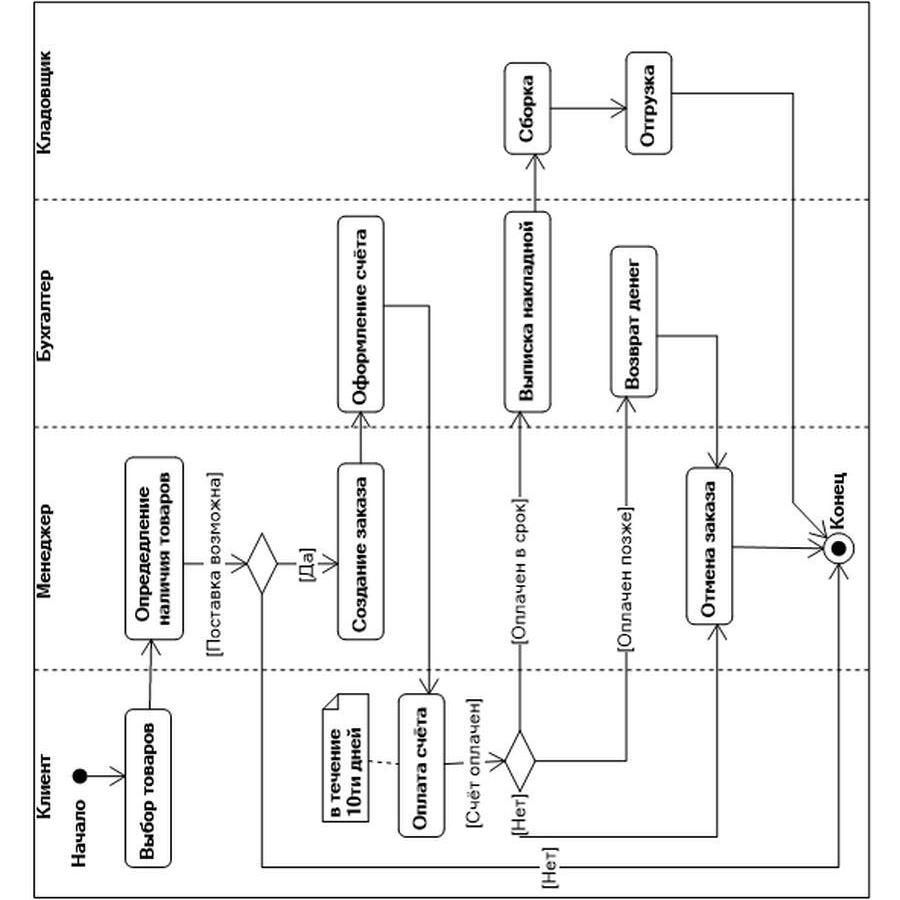 Клиент
Менеджер
Бухгалтер
Кладовщик
Начало
Выбор товаров
Опредедление
наличия товаров
[Поставка возможна]
[Да]
Создание заказа
Оформление счёта
в течение
10ти дней
Оплата счёта
[Счёт оплачен]
[Нет]
[Оплачен в срок]
Выписка накладной
Сборка
Отгрузка
[Оплачен позже]
Возврат денег
Отмена заказа
[Нет]
Конец